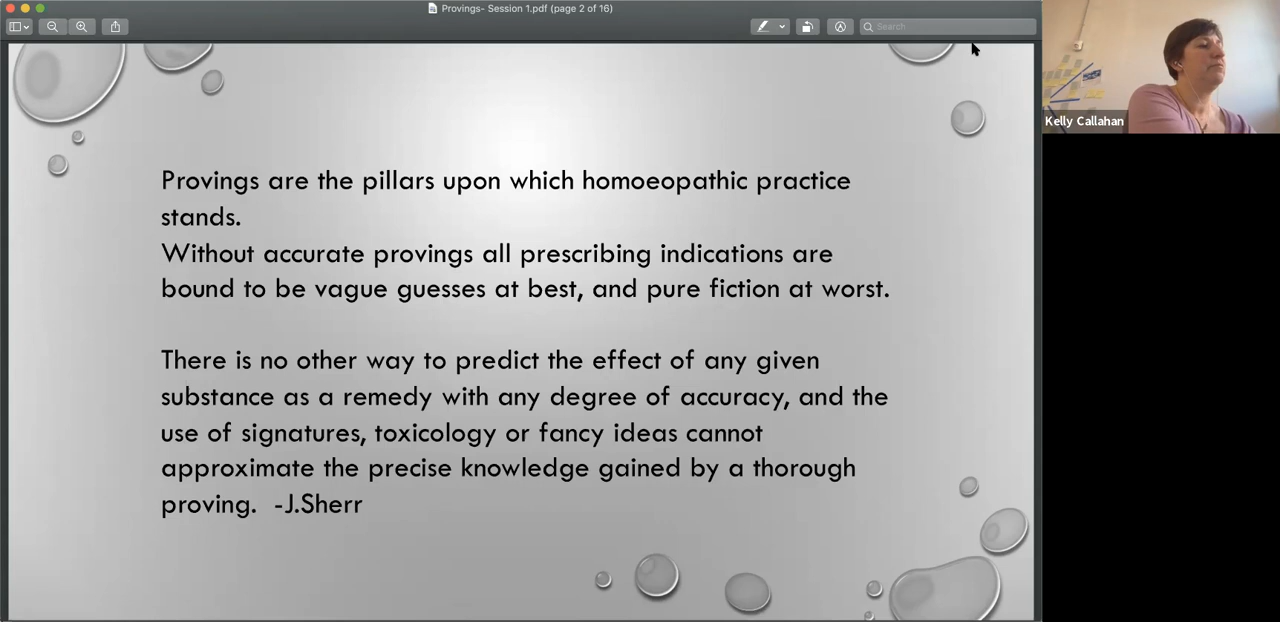 Provings- Session 1.pdf (page 2 of 16)
Search
Kelly Callahan
Provings are the pillars upon which homoeopathic practice
stands.
Without accurate provings all prescribing indications are
bound to be vague guesses at best, and pure fiction at worst.
There is no other way to predict the effect of any given
substance as a remedy with any degree of accuracy, and the
use of signatures, toxicology or fancy ideas cannot
approximate the precise knowledge gained by a thorough
proving.  -J.Sherr